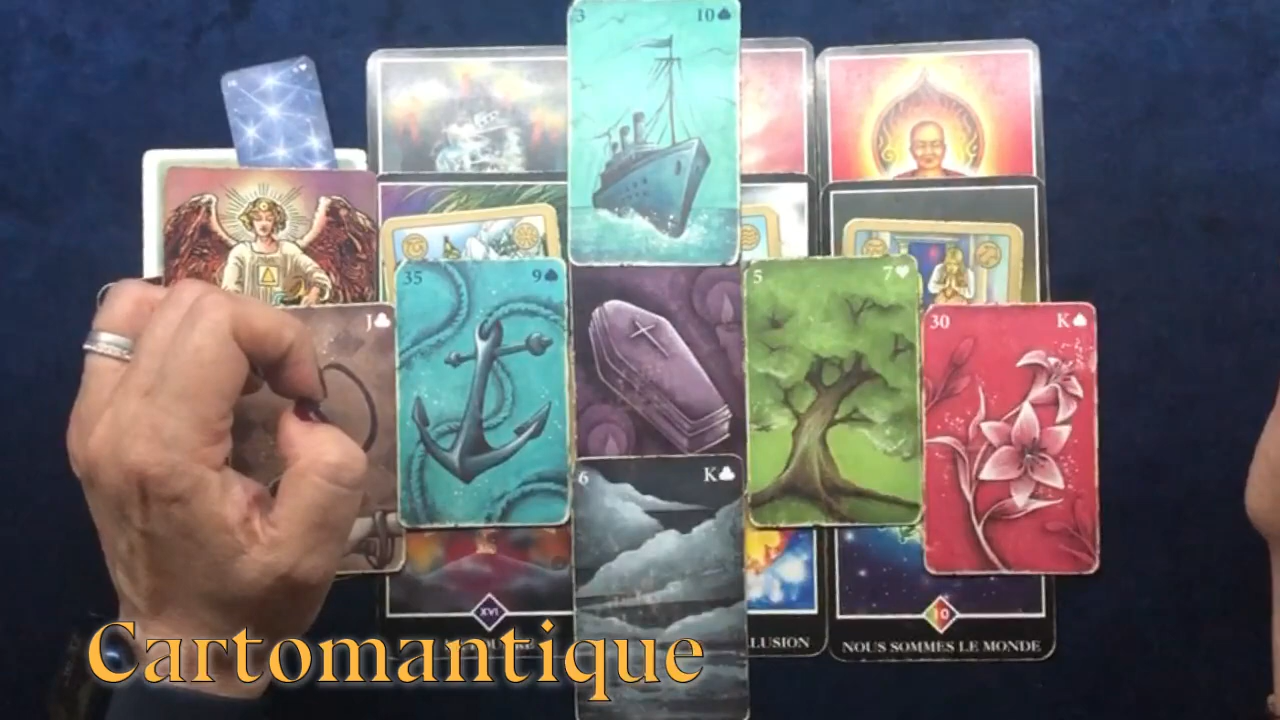 3 10
35 9
5 7
J
30 K
6 K
XVI
10
LUSION
NOUS SOMMES LE MONDE
Cartomantique